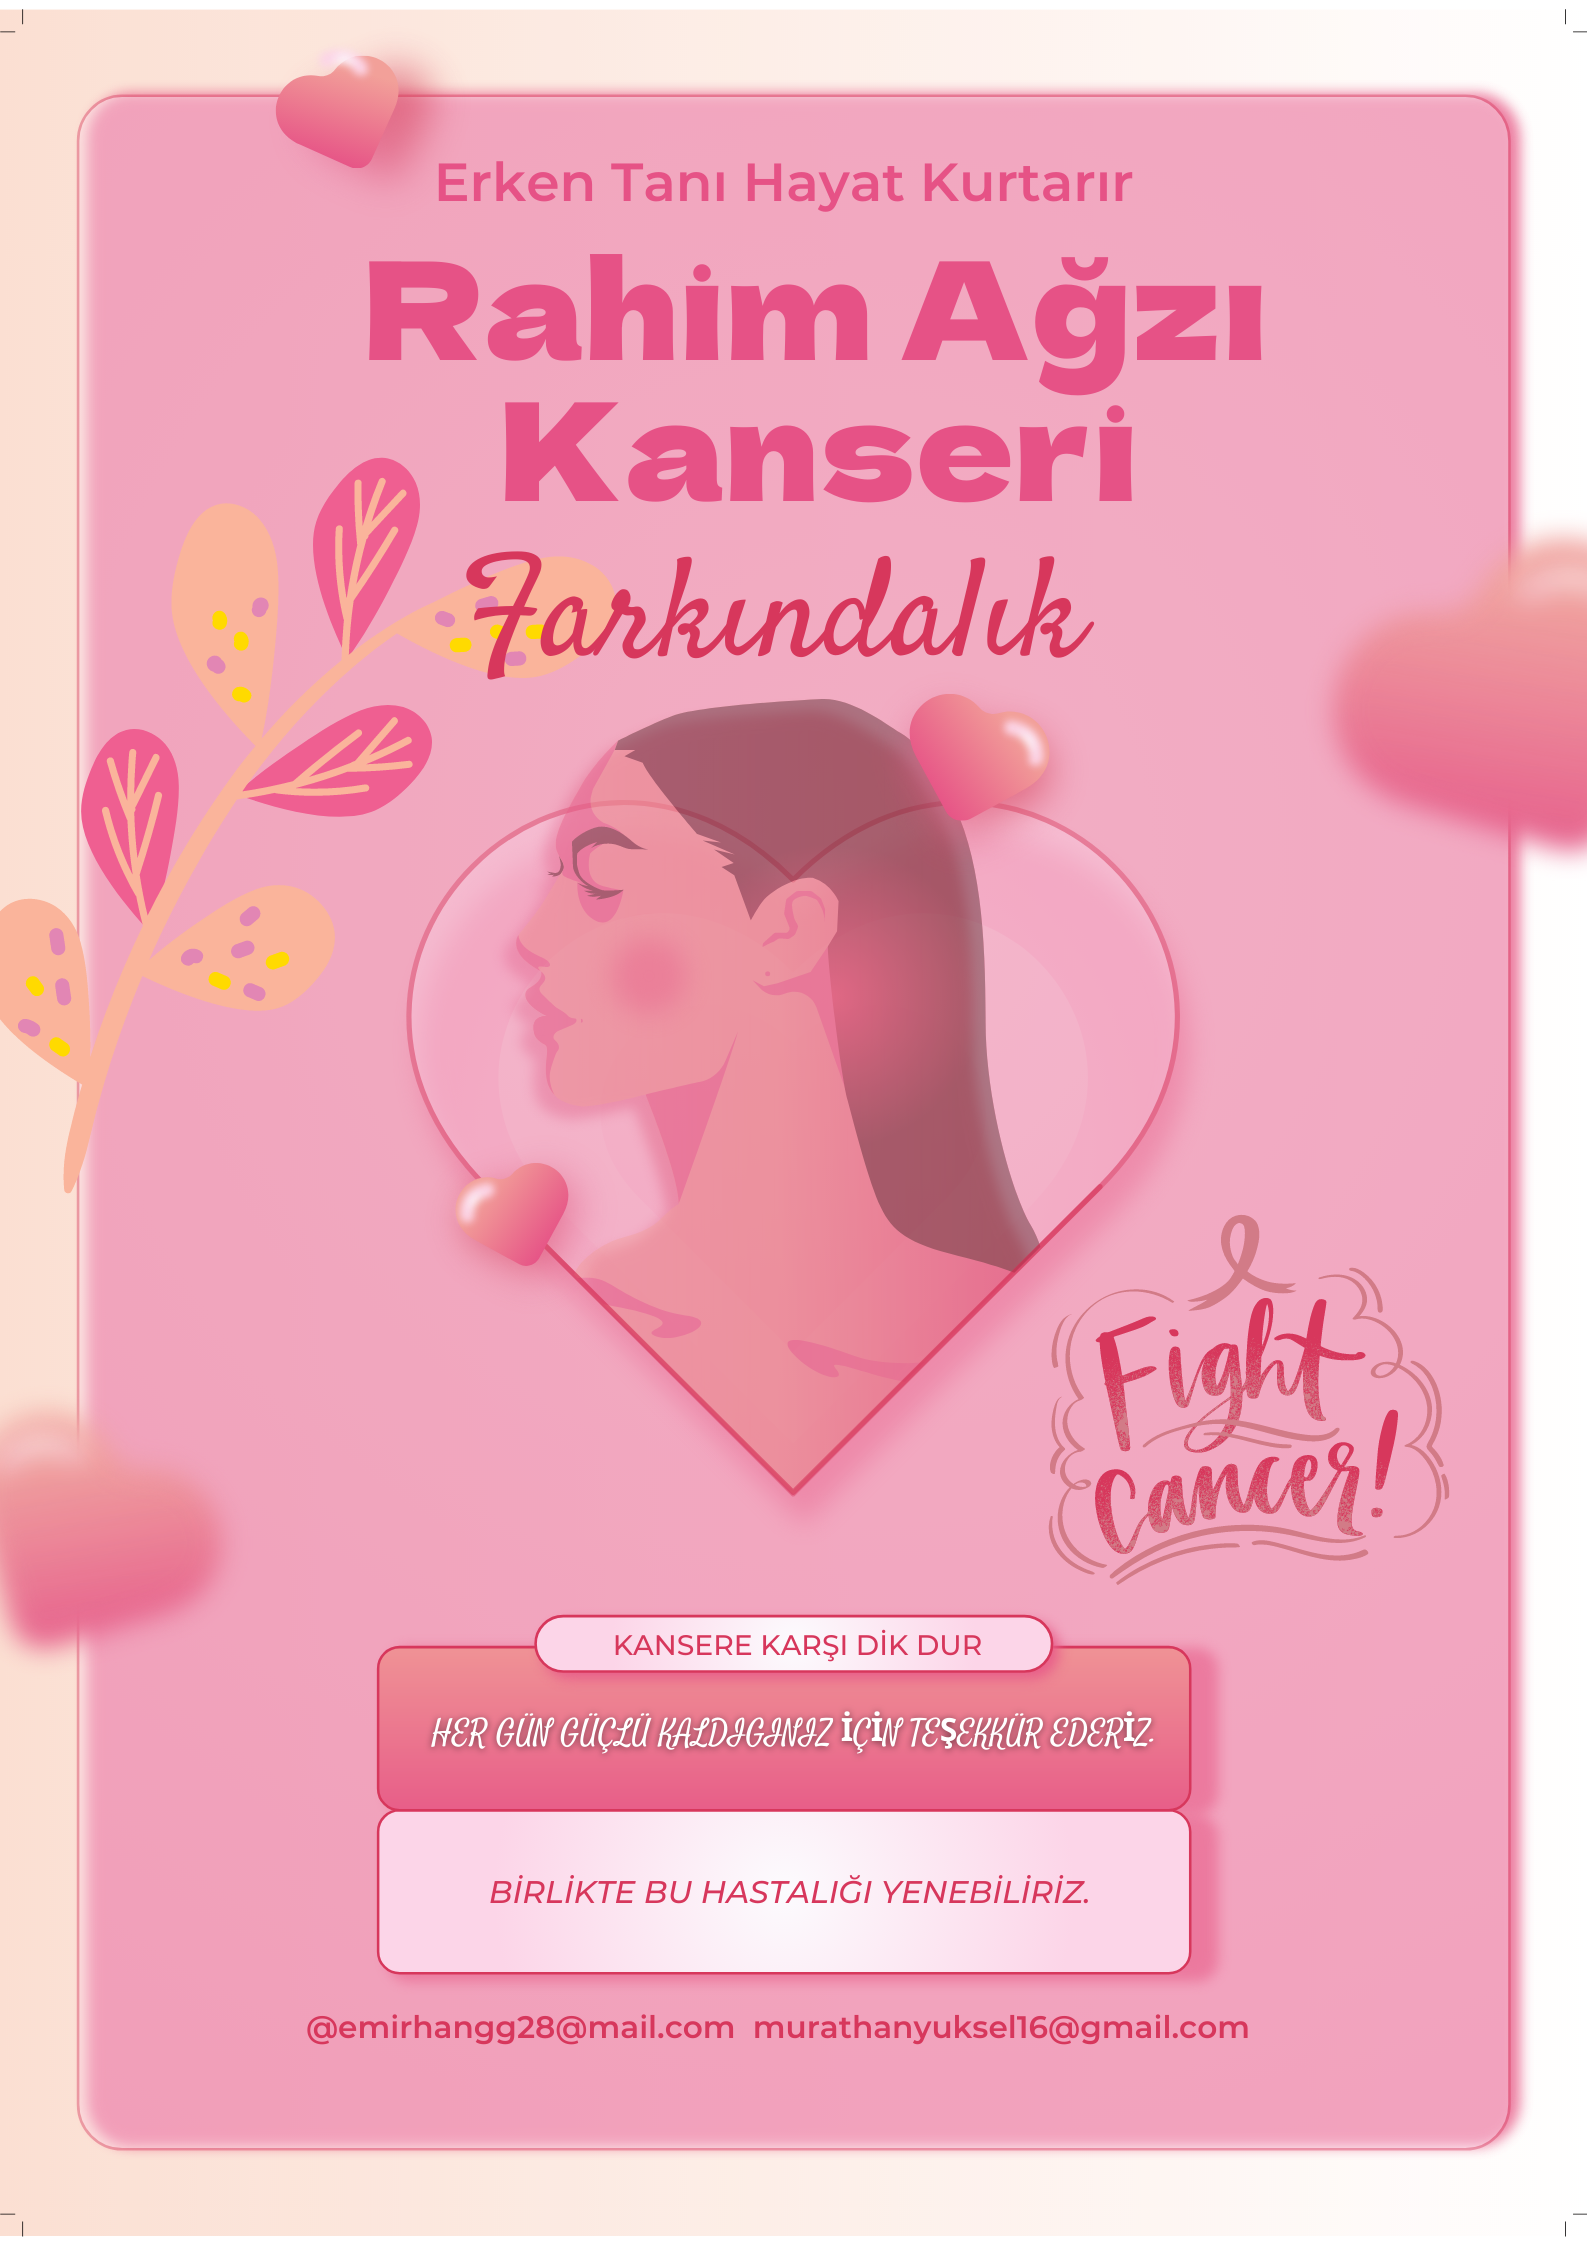 Erken Tanı Hayat Kurtarır
Rahim Ağzı
Kanseri
Farkındalık
Fight
Cancer!
KANSERE KARŞI DİK DUR
HER GÜN GÜÇLÜ KALDIGINIZ İÇİN TEŞEKKÜR EDERİZ.
BİRLİKTE BU HASTALIĞI YENEBİLİRİZ.
@emirhangg28@mail.com murathanyuksel16@gmail.com